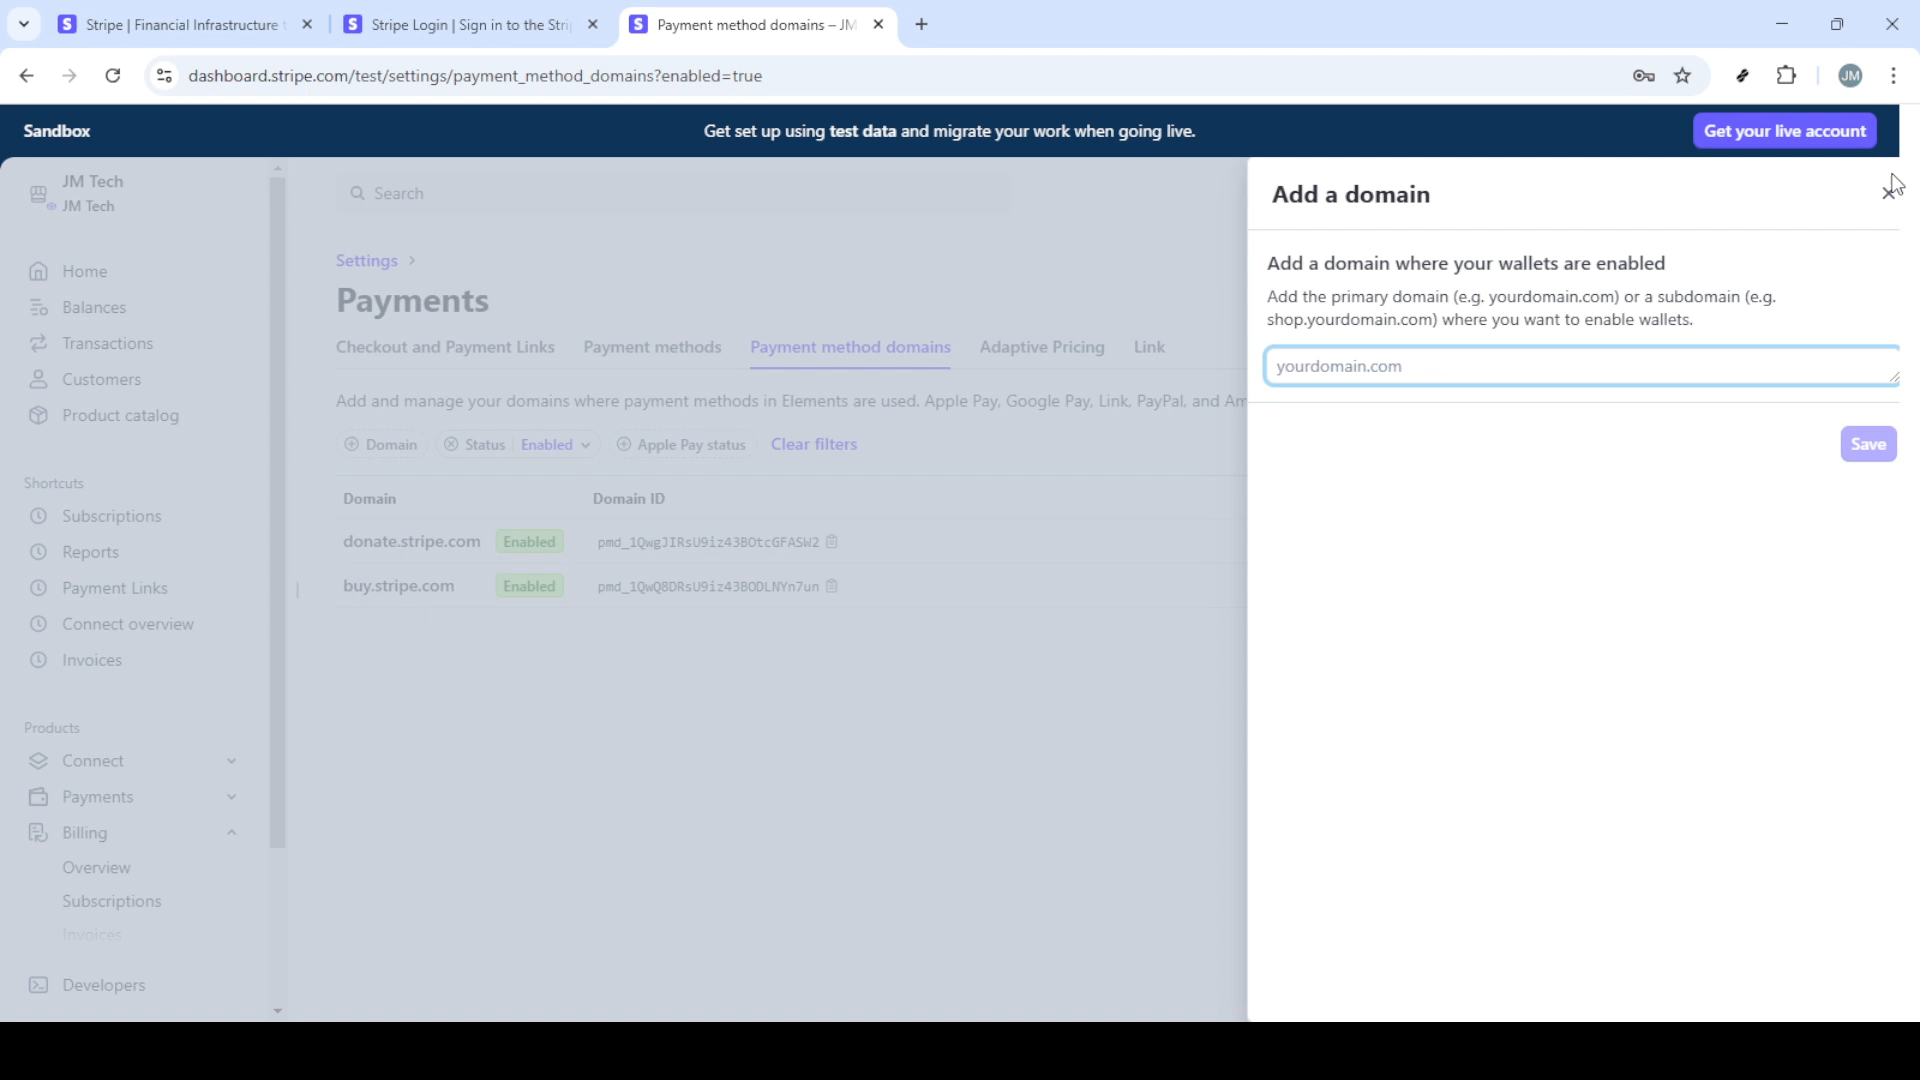 Stripe | Financial Infrastructure
Stripe Login | Sign in to the Stri
Payment method domains – JM
dashboard.stripe.com/test/settings/payment_method_domains?enabled=true
JM
Sandbox
Get set up using test data and migrate your work when going live.
Get your live account
JM Tech
JM Tech
Home
Balances
Transactions
Customers
Product catalog
Shortcuts
Subscriptions
Reports
Payment Links
Connect overview
Invoices
Products
Connect
Payments
Billing
Overview
Subscriptions
Invoices
Developers
Search
Settings
Payments
Checkout and Payment Links
Payment methods
Payment method domains
Adaptive Pricing
Link
Add and manage your domains where payment methods in Elements are used. Apple Pay, Google Pay, Link, PayPal, and Am
Domain
Status
Enabled
Apple Pay status
Clear filters
Domain
Domain ID
donate.stripe.com
Enabled
pmd_1QwgJIRsU9iz43BOtcGFASW2
buy.stripe.com
Enabled
pmd_1QwQ8DRsU9iz43BODLNYn7un
Add a domain
Add a domain where your wallets are enabled
Add the primary domain (e.g. yourdomain.com) or a subdomain (e.g.
shop.yourdomain.com) where you want to enable wallets.
yourdomain.com
Save